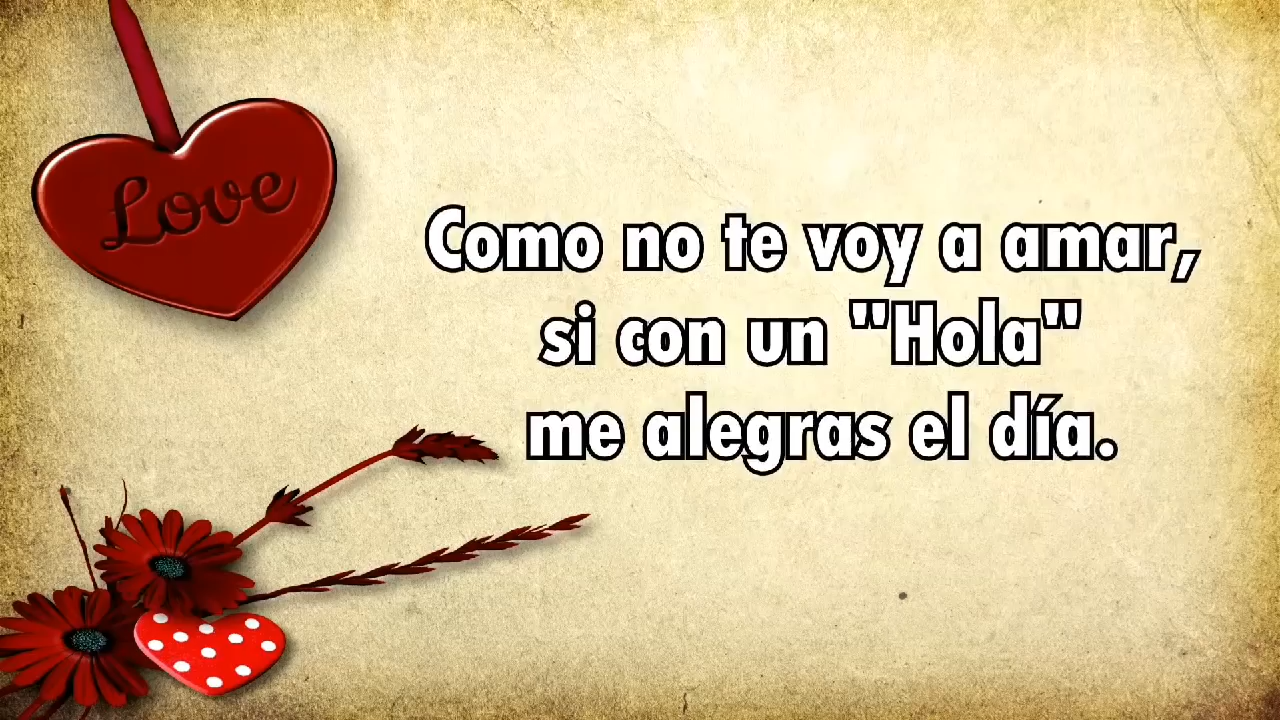 Love
Como no te voy a amar,
si con un "Hola"
me alegras el día.